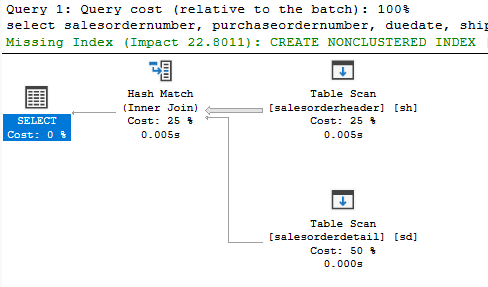 Query 1: Query cost (relative to the batch): 100%
select salesordernumber, purchaseordernumber, duedate, ship
Missing Index (Impact 22.8011): CREATE NONCLUSTERED INDEX
SELECT
Cost: 0 %
Hash Match
(Inner Join)
Cost: 25 %
0.005s
Table Scan
[salesorderheader] [sh]
Cost: 25 %
0.005s
Table Scan
[salesorderdetail] [sd]
Cost: 50 %
0.000s